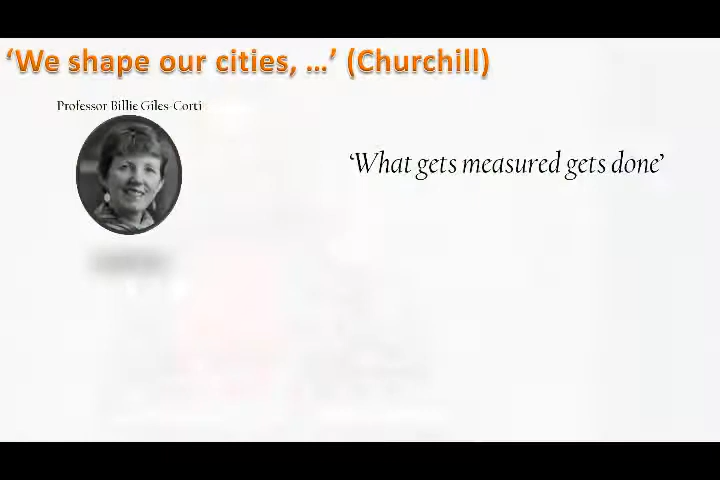 ‘We shape our cities, ...’ (Churchill)
Professor Billie Giles-Corti
‘What gets measured gets done’